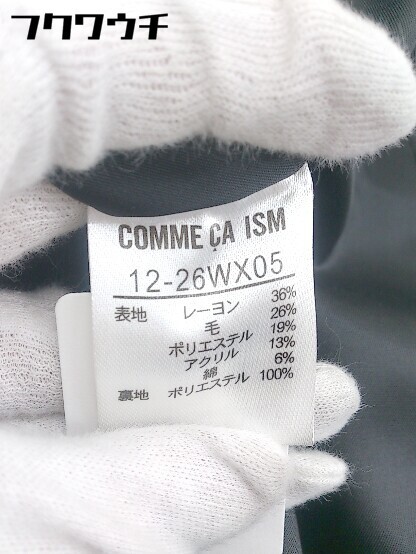 フクワウチ
COMME ÇA ISM
12-26WX05
表地 レーヨン 36%
毛 26%
ポリエステル 19%
アクリル 13%
綿 6%
裏地 ポリエステル 100%